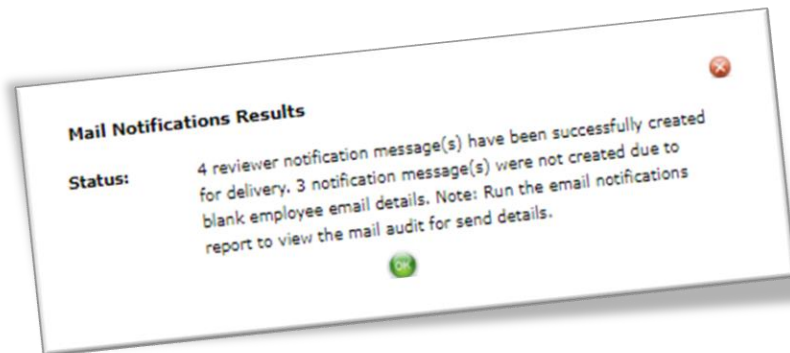 Mail Notifications Results
Status: 4 reviewer notification message(s) have been successfully created
for delivery. 3 notification message(s) were not created due to
blank employee email details. Note: Run the email notifications
report to view the mail audit for send details.
OK